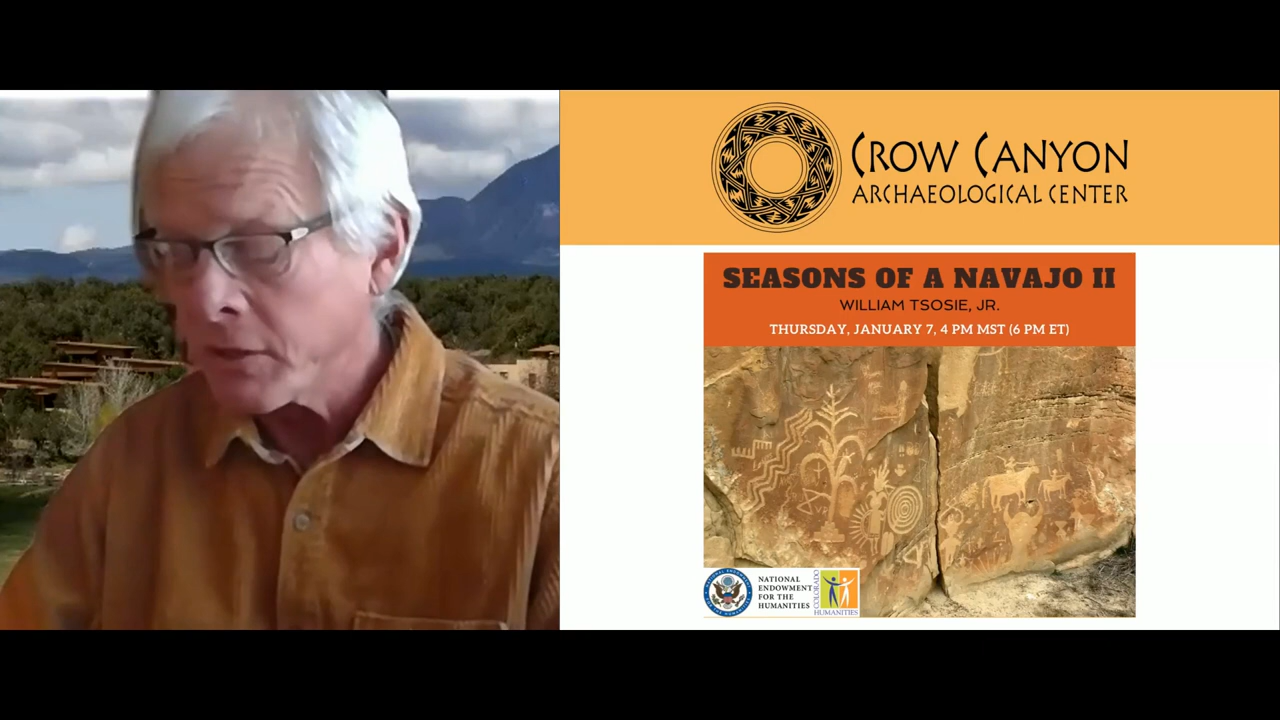 CROW CANYON
ARCHAEOLOGICAL CENTER
SEASONS OF A NAVAJO II
WILLIAM TSOSIE, JR.
THURSDAY, JANUARY 7, 4 PM MST (6 PM ET)
NATIONAL
ENDOWMENT
FOR THE
HUMANITIES
COLORADO
HUMANITIES